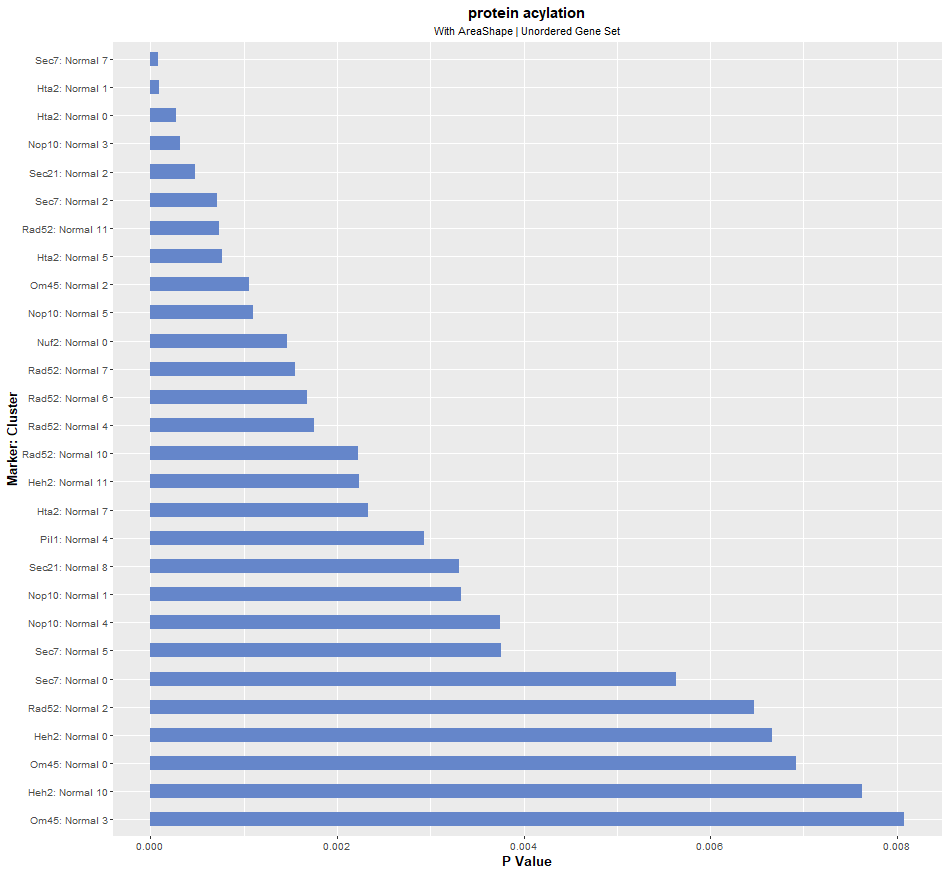 protein acylation
With AreaShape | Unordered Gene Set
Sec7: Normal 7
Hta2: Normal 1
Hta2: Normal 0
Nop10: Normal 3
Sec21: Normal 2
Sec7: Normal 2
Rad52: Normal 11
Hta2: Normal 5
Om45: Normal 2
Nop10: Normal 5
Nuf2: Normal 0
Rad52: Normal 7
Rad52: Normal 6
Rad52: Normal 4
Rad52: Normal 10
Heh2: Normal 11
Hta2: Normal 7
Pil1: Normal 4
Sec21: Normal 8
Nop10: Normal 1
Nop10: Normal 4
Sec7: Normal 5
Sec7: Normal 0
Rad52: Normal 2
Heh2: Normal 0
Om45: Normal 0
Heh2: Normal 10
Om45: Normal 3
Marker: Cluster
0.000 0.002 0.004 0.006 0.008
P Value